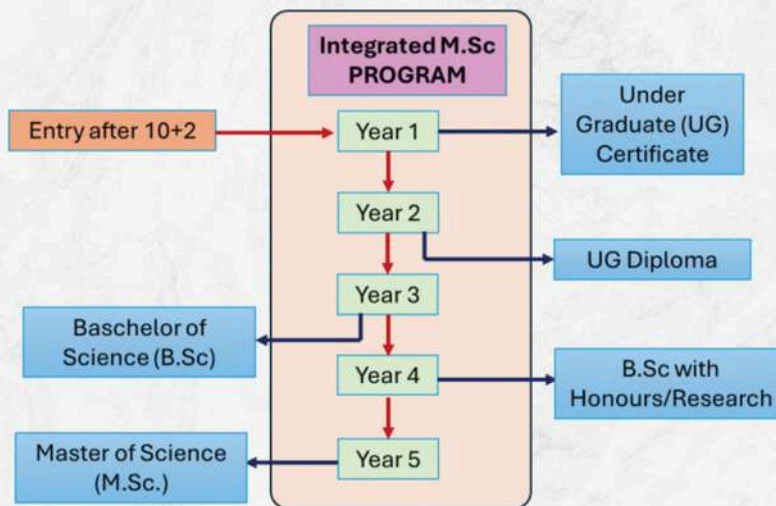 Integrated M.Sc
PROGRAM
Entry after 10+2
Year 1
Under
Graduate (UG)
Certificate
Year 2
UG Diploma
Year 3
Baschelor of
Science (B.Sc)
Year 4
B.Sc with
Honours/Research
Year 5
Master of Science
(M.Sc.)